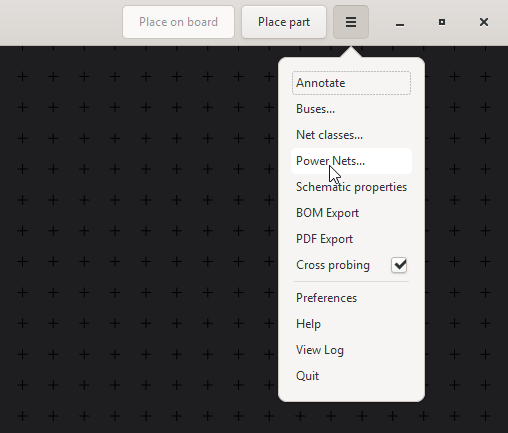 Place on board
Place part
Annotate
Buses...
Net classes...
Power Nets...
Schematic properties
BOM Export
PDF Export
Cross probing
Preferences
Help
View Log
Quit